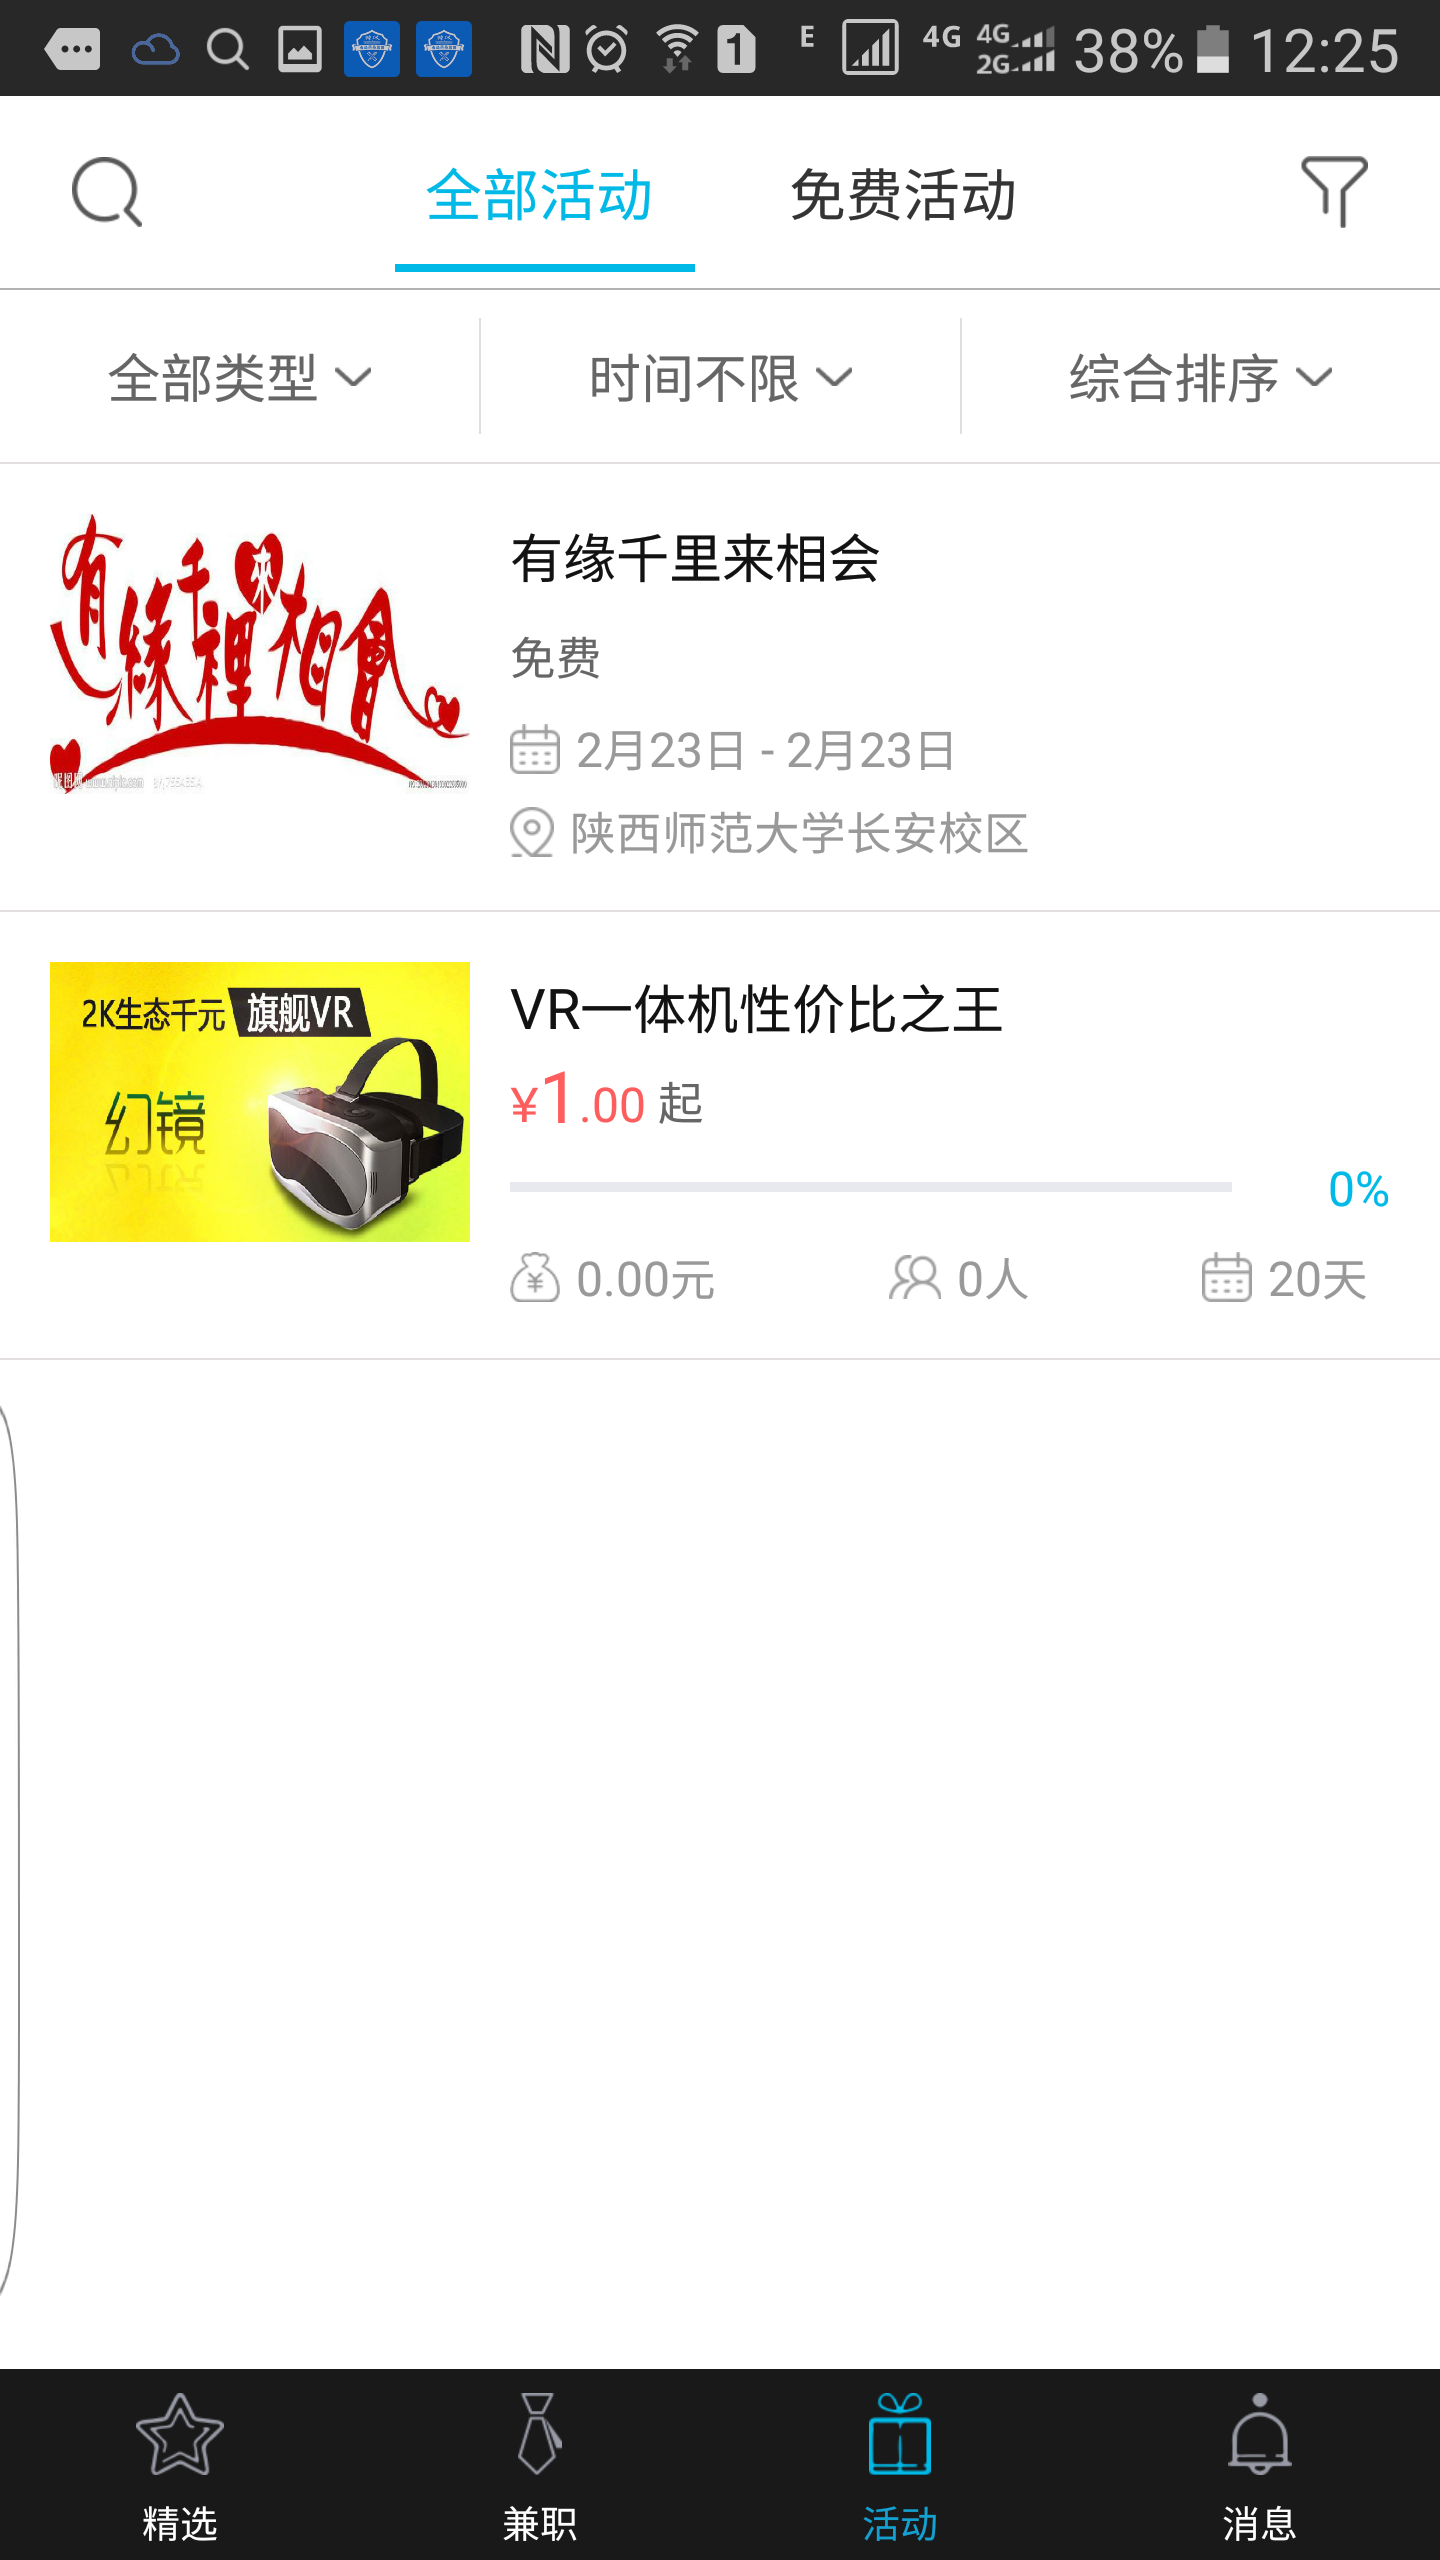 E 4G 4G 2G 38% 12:25
全部活动 免费活动
全部类型 时间不限 综合排序
有緣千裡來相會
有缘千里来相会
免费
2月23日 - 2月23日
陕西师范大学长安校区
2K生态千元 旗舰VR
幻镜
VR一体机性价比之王
¥1.00 起
0%
0.00元 0人 20天
精选 兼职 活动 消息